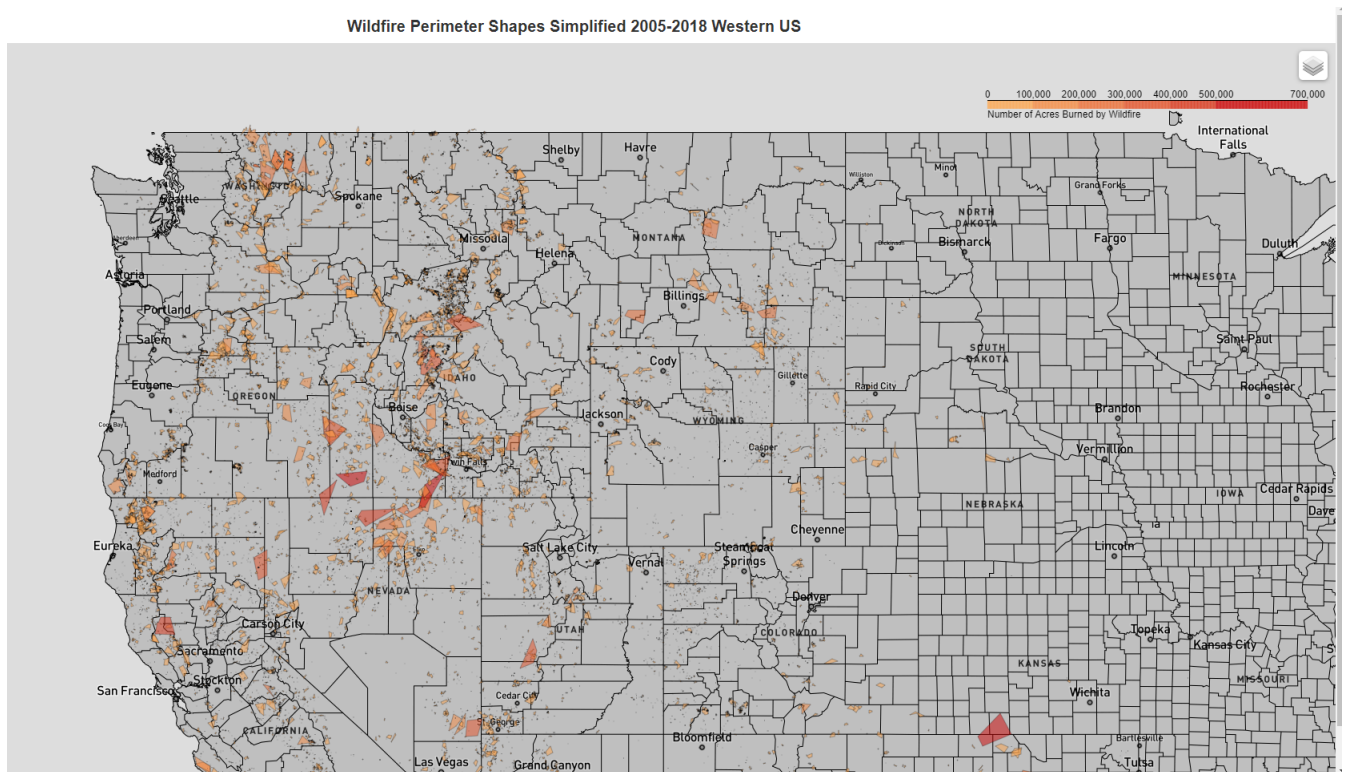 Wildfire Perimeter Shapes Simplified 2005-2018 Western US
0 100,000 200,000 300,000 400,000 500,000 700,000
Number of Acres Burned by Wildfire
International
Falls
Shelby
Havre
Minot
Williston
Grand Forks
WASHINGTON
Spokane
Seattle
NORTH
DAKOTA
Aberdeen
Missoula
MONTANA
Dickinson
Bismarck
Fargo
Duluth
Helena
Astoria
MINNESOTA
Billings
Portland
Salem
Saint Paul
SOUTH
DAKOTA
Cody
Gillette
IDAHO
Eugene
Rapid City
Rochester
OREGON
Boise
Jackson
Brandon
WYOMING
Coos Bay
Casper
Vermillion
Twin Falls
Medford
IOWA
Cedar Rapids
NEBRASKA
Dave
Cheyenne
Ia
Eureka
Salt Lake City
Steamboat
Springs
Lincoln
Vernal
NEVADA
Denver
Carson City
UTAH
COLORADO
Topeka
Kansas City
Sacramento
KANSAS
Stockton
MISSOURI
San Francisco
Cedar City
Wichita
St. George
CALIFORNIA
Bloomfield
Bartlesville
Las Vegas
Grand Canyon
Tulsa